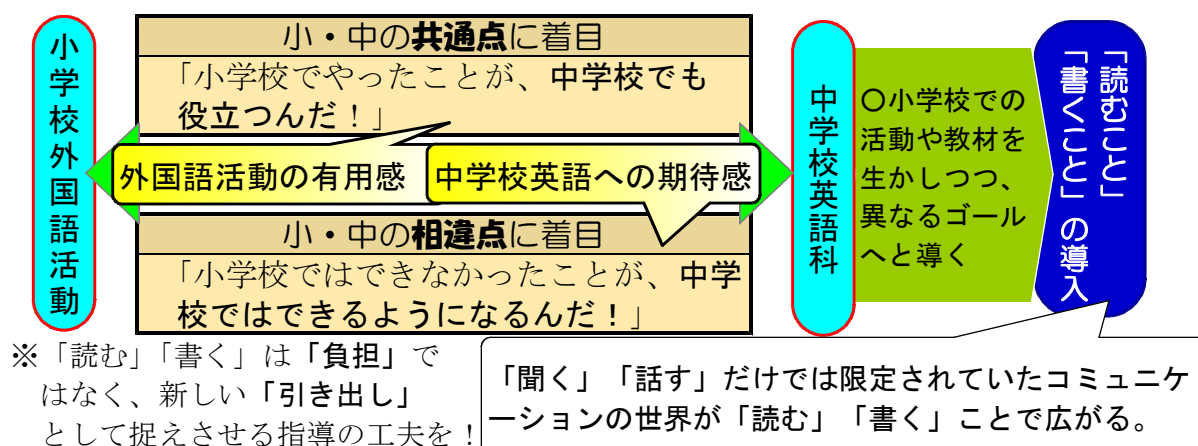 小学校外国語活動
小・中の共通点に着目
「小学校でやったことが、中学校でも
役立つんだ！」
外国語活動の有用感
中学校英語への期待感
小・中の相違点に着目
「小学校ではできなかったことが、中学
校ではできるようになるんだ！」
中学校英語科
〇小学校での
活動や教材を
生かしつつ、
異なるゴール
へと導く
「読むこと」
「書くこと」の導入
※「読む」「書く」は「負担」で
はなく、新しい「引き出し」
として捉えさせる指導の工夫を！
「聞く」「話す」だけでは限定されていたコミュニケ
ーションの世界が「読む」「書く」ことで広がる。